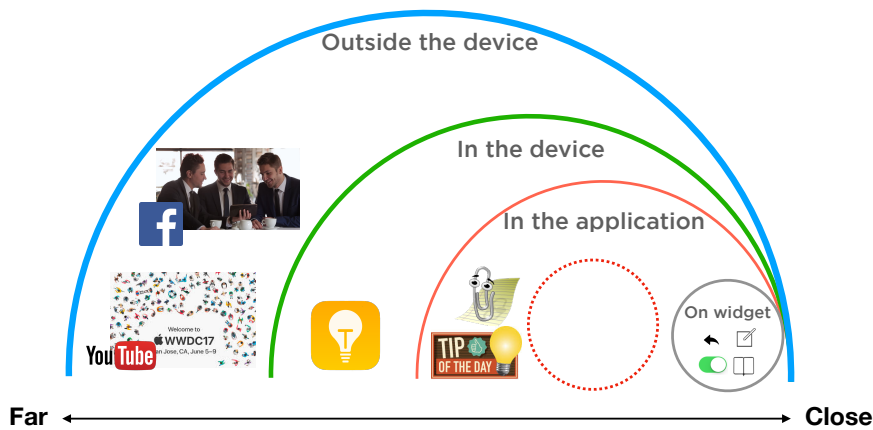 Outside the device
In the device
In the application
f
Welcome to
WWDC17
San Jose, CA, June 5–9
YouTube
T
TIP
OF THE DAY
On widget
Far
Close